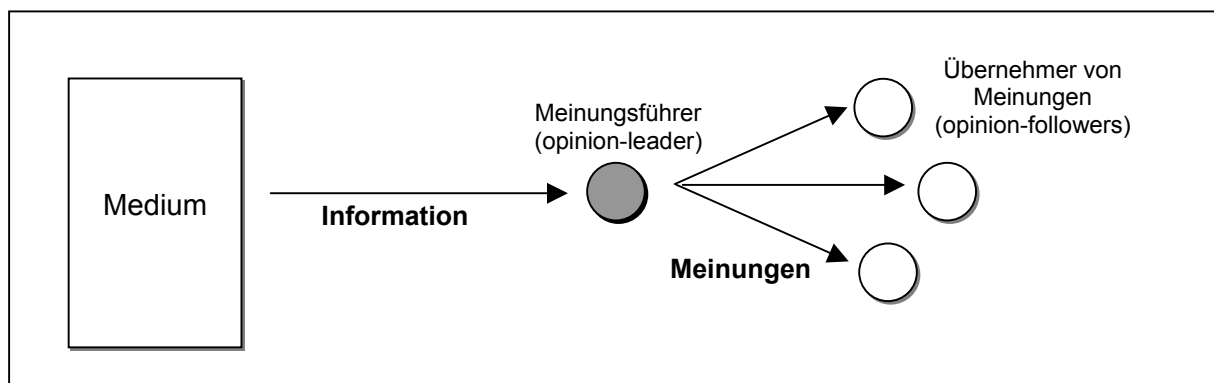 Medium
Information
Meinungsführer
(opinion-leader)
Meinungen
Übernehmer von
Meinungen
(opinion-followers)